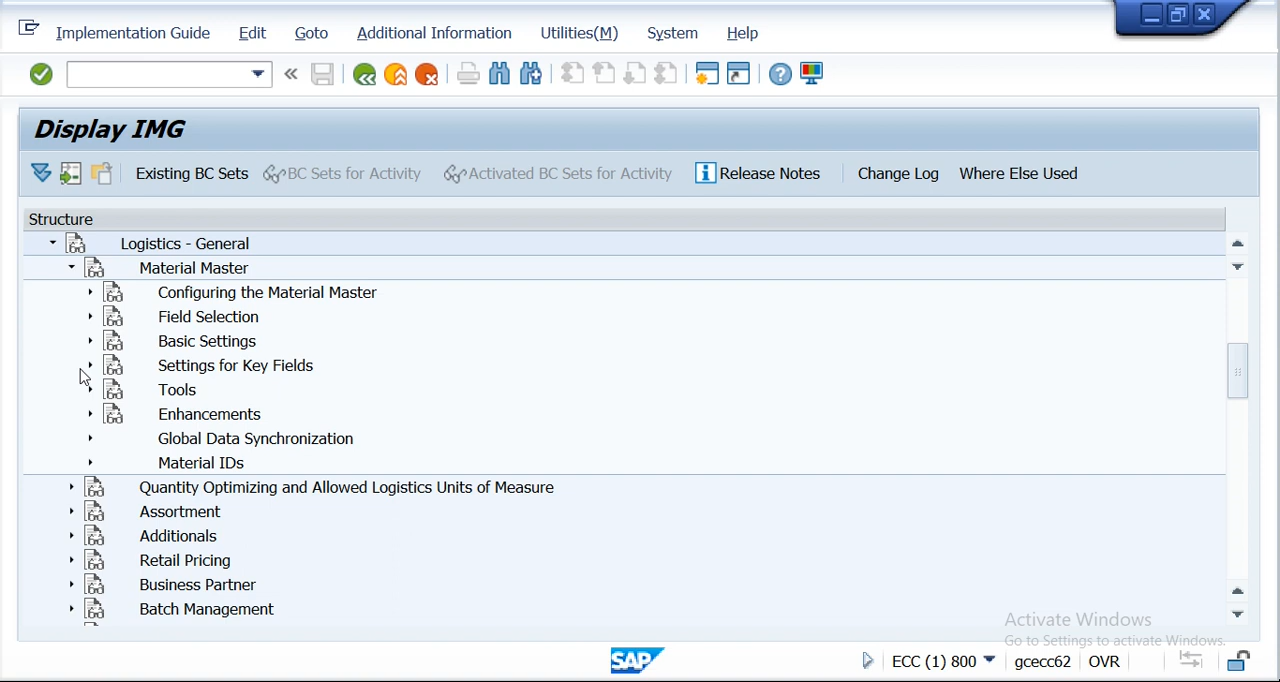 Implementation Guide Edit Goto Additional Information Utilities(M) System Help
Display IMG
Existing BC Sets BC Sets for Activity Activated BC Sets for Activity Release Notes Change Log Where Else Used
Structure
Logistics - General
Material Master
Configuring the Material Master
Field Selection
Basic Settings
Settings for Key Fields
Tools
Enhancements
Global Data Synchronization
Material IDs
Quantity Optimizing and Allowed Logistics Units of Measure
Assortment
Additionals
Retail Pricing
Business Partner
Batch Management
Activate Windows
Go to Settings to activate Windows.
SAP ECC (1) 800 gcecc62 OVR